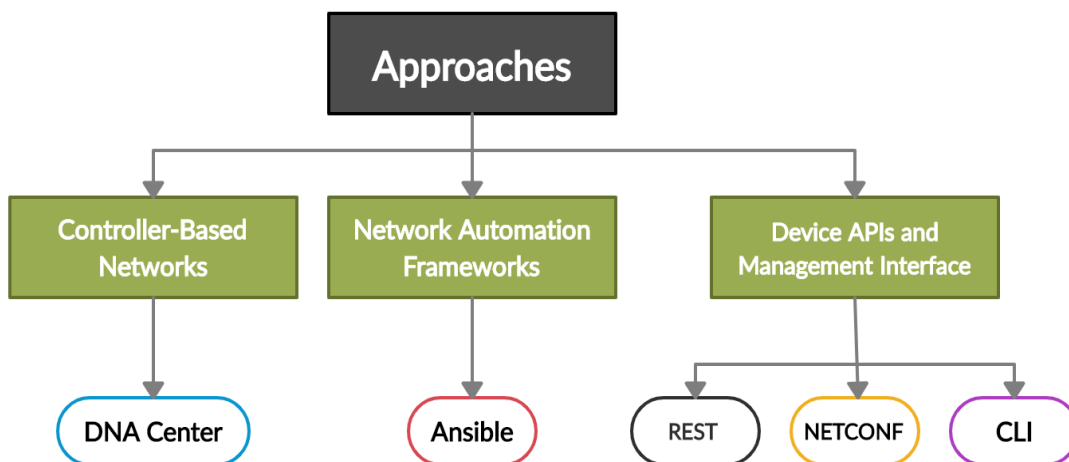 Approaches
Controller-Based
Networks
Network Automation
Frameworks
Device APIs and
Management Interface
DNA Center
Ansible
REST
NETCONF
CLI